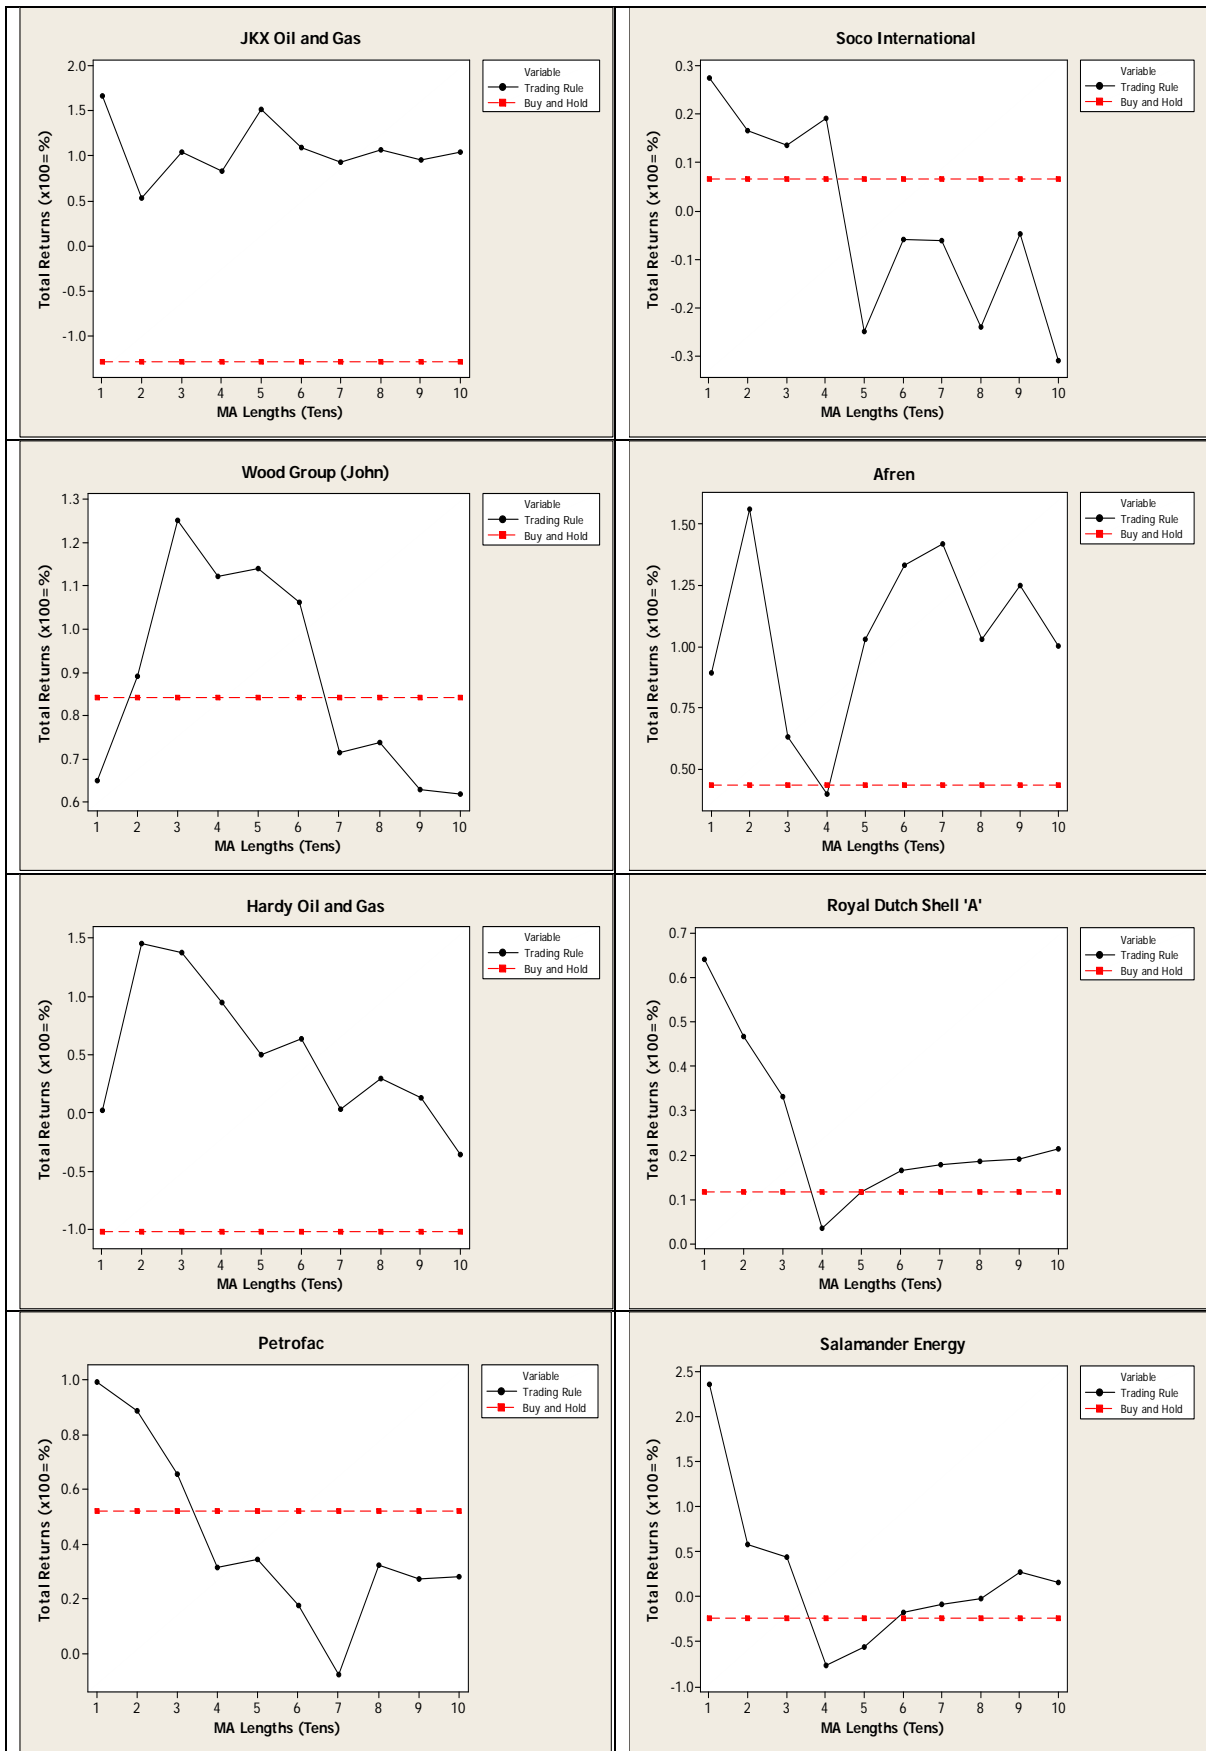 JKX Oil and Gas
Total Returns (x100=%)
2.0
1.5
1.0
0.5
0.0
-0.5
-1.0
1 2 3 4 5 6 7 8 9 10
MA Lengths (Tens)
Variable
Trading Rule
Buy and Hold
Soco International
Total Returns (x100=%)
0.3
0.2
0.1
0.0
-0.1
-0.2
-0.3
1 2 3 4 5 6 7 8 9 10
MA Lengths (Tens)
Variable
Trading Rule
Buy and Hold
Wood Group (John)
Total Returns (x100=%)
1.3
1.2
1.1
1.0
0.9
0.8
0.7
0.6
1 2 3 4 5 6 7 8 9 10
MA Lengths (Tens)
Variable
Trading Rule
Buy and Hold
Afren
Total Returns (x100=%)
1.50
1.25
1.00
0.75
0.50
1 2 3 4 5 6 7 8 9 10
MA Lengths (Tens)
Variable
Trading Rule
Buy and Hold
Hardy Oil and Gas
Total Returns (x100=%)
1.5
1.0
0.5
0.0
-0.5
-1.0
1 2 3 4 5 6 7 8 9 10
MA Lengths (Tens)
Variable
Trading Rule
Buy and Hold
Royal Dutch Shell 'A'
Total Returns (x100=%)
0.7
0.6
0.5
0.4
0.3
0.2
0.1
0.0
1 2 3 4 5 6 7 8 9 10
MA Lengths (Tens)
Variable
Trading Rule
Buy and Hold
Petrofac
Total Returns (x100=%)
1.0
0.8
0.6
0.4
0.2
0.0
1 2 3 4 5 6 7 8 9 10
MA Lengths (Tens)
Variable
Trading Rule
Buy and Hold
Salamander Energy
Total Returns (x100=%)
2.5
2.0
1.5
1.0
0.5
0.0
-0.5
-1.0
1 2 3 4 5 6 7 8 9 10
MA Lengths (Tens)
Variable
Trading Rule
Buy and Hold